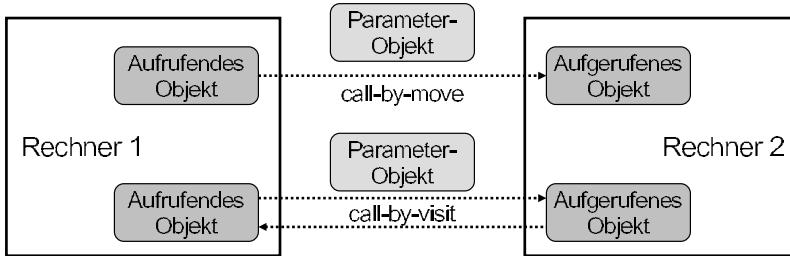 Parameter-
Objekt
Aufrufendes
Objekt
Aufgerufenes
Objekt
call-by-move
Rechner 1
Parameter-
Objekt
Rechner 2
Aufrufendes
Objekt
Aufgerufenes
Objekt
call-by-visit